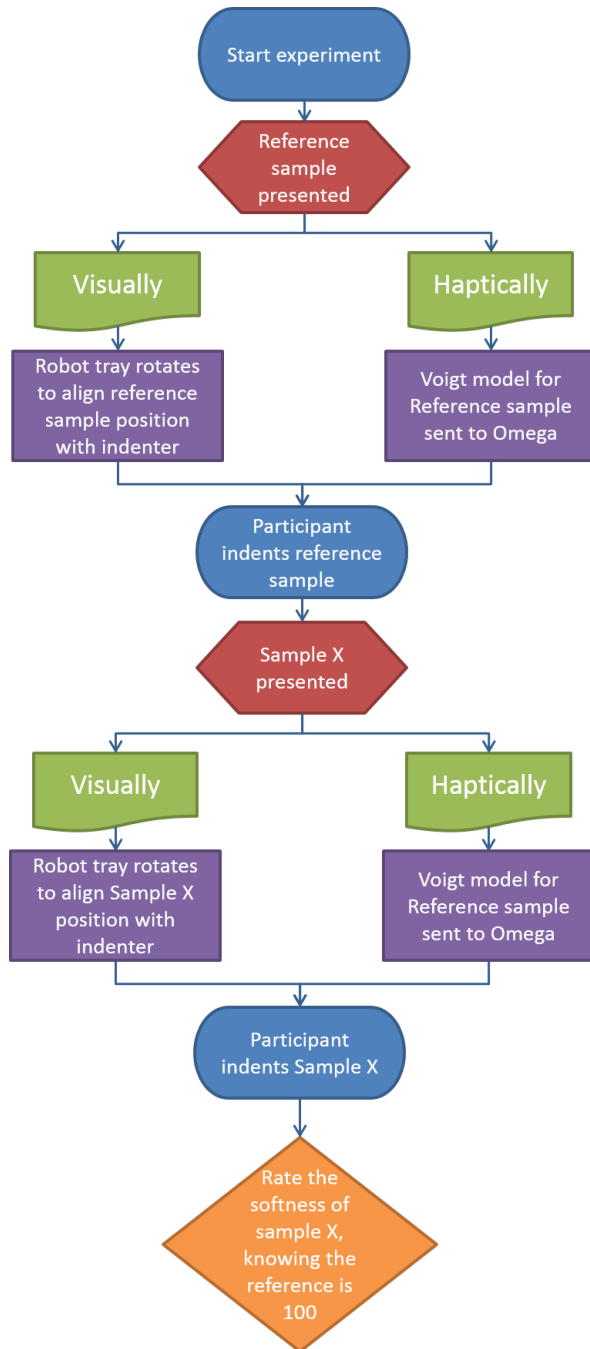 Start experiment
Reference
sample
presented
Visually
Haptically
Robot tray rotates
to align reference
sample position
with indenter
Voigt model for
Reference sample
sent to Omega
Participant
indents reference
sample
Sample X
presented
Visually
Haptically
Robot tray rotates
to align Sample X
position with
indenter
Voigt model for
Reference sample
sent to Omega
Participant
indents Sample X
Rate the
softness of
sample X,
knowing the
reference is
100